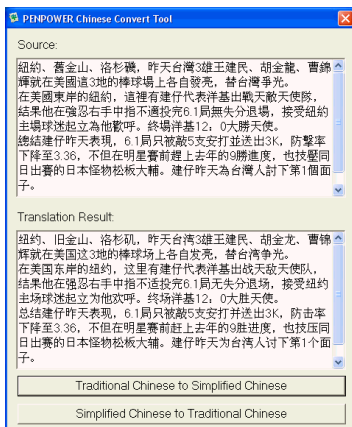 PENPOWER Chinese Convert Tool
Source:
紐約、舊金山、洛杉磯，昨天台灣3雄王建民、胡金龍、曹錦
輝就在美國這3地的棒球場上各自發亮，替台灣爭光。
在美國東岸的紐約，這裡有建仔代表洋基出戰天敵天使隊，
結果他在強忍右手中指不適投完6.1局無失分退場，接受紐約
主場球迷起立為他歡呼。終場洋基12，0大勝天使。
總結建仔昨天表現，6.1局只被敲5支安打並送出3K，防擊率
下降至3.36，不但在明星賽前趕上去年的9勝進度，也技壓同
日出賽的日本怪物松板大輔。建仔昨天為台灣人討下第1個面
子。
Translation Result:
纽约、旧金山、洛杉矶，昨天台湾3雄王建民、胡金龙、曹锦
辉就在美国这3地的棒球场上各自发亮，替台湾争光。
在美国东岸的纽约，这里有建仔代表洋基出战天敌天使队，
结果他在强忍右手中指不适投完6.1局无失分退场，接受纽约
主场球迷起立为他欢呼。终场洋基12，0大胜天使。
总结建仔昨天表现，6.1局只被敲5支安打并送出3K，防击率
下降至3.36，不但在明星赛前赶上去年的9胜进度，也技压同
日出赛的日本怪物松板大辅。建仔昨天为台湾人讨下第1个面
子。
Traditional Chinese to Simplified Chinese
Simplified Chinese to Traditional Chinese